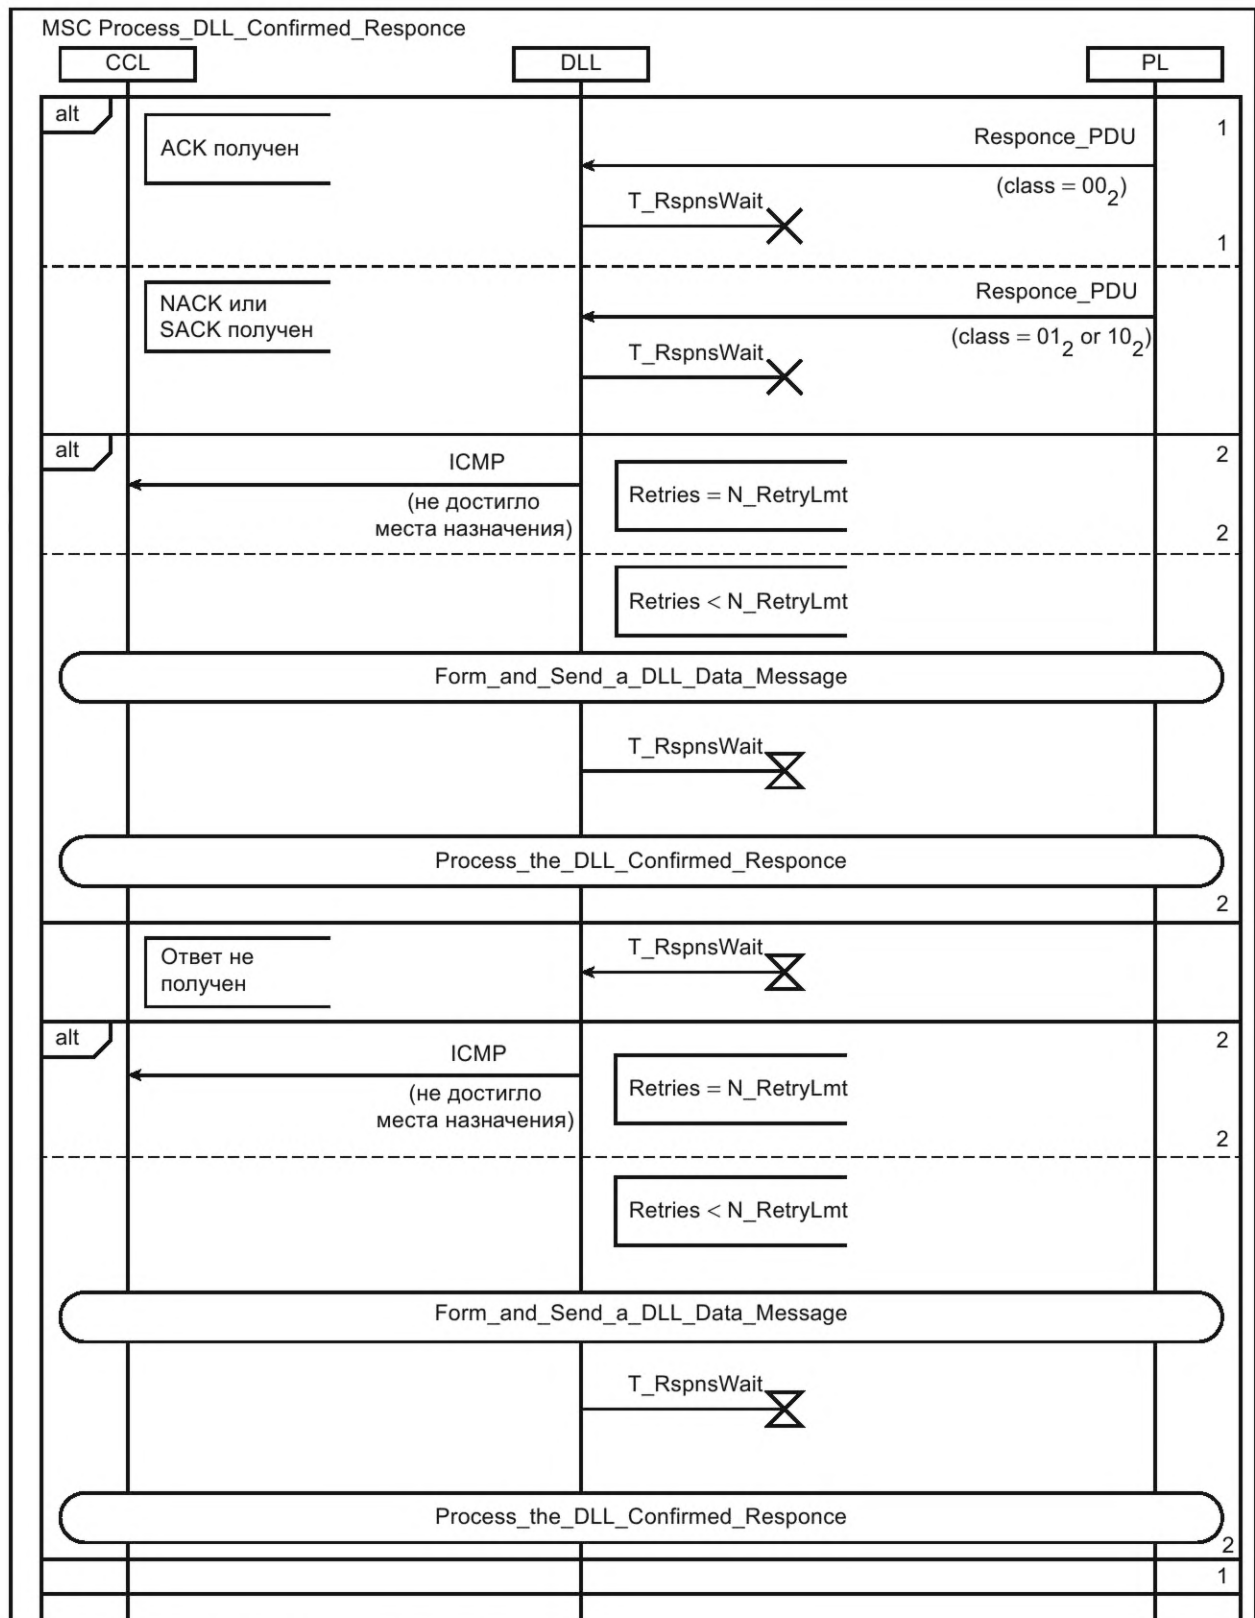 MSC Process_DLL_Confirmed_Responce
CCL
DLL
PL
alt
1
ACK получен
Responce_PDU
(class = 00₂)
T_RspnsWait
1
NACK или
SACK получен
Responce_PDU
(class = 01₂ or 10₂)
T_RspnsWait
alt
2
ICMP
(не достигло
места назначения)
Retries = N_RetryLmt
2
Retries < N_RetryLmt
Form_and_Send_a_DLL_Data_Message
T_RspnsWait
Process_the_DLL_Confirmed_Responce
2
Ответ не
получен
T_RspnsWait
alt
2
ICMP
(не достигло
места назначения)
Retries = N_RetryLmt
2
Retries < N_RetryLmt
Form_and_Send_a_DLL_Data_Message
T_RspnsWait
Process_the_DLL_Confirmed_Responce
2
1